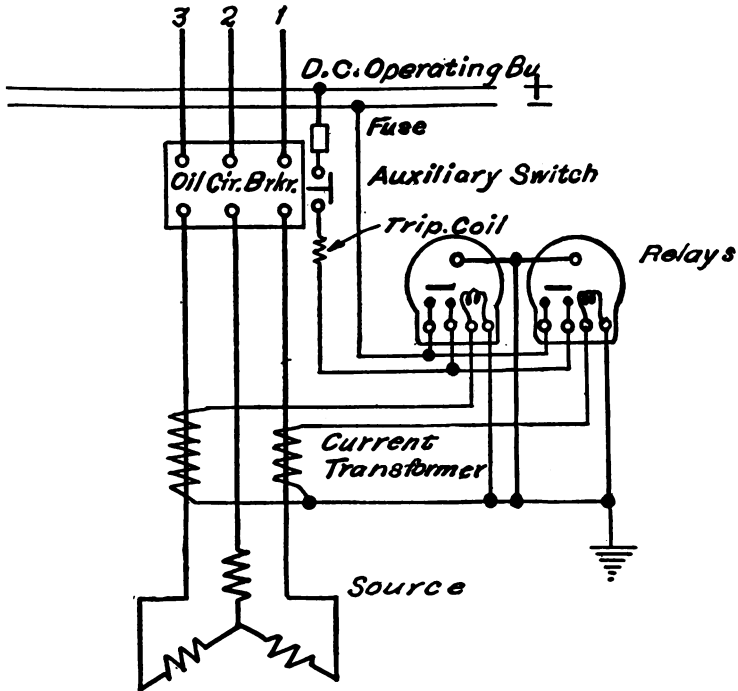 3 2 1
D.C. Operating Bu
+
−
Fuse
Oil Cir. Brkr.
Auxiliary Switch
Trip. Coil
Relays
Current
Transformer
Source